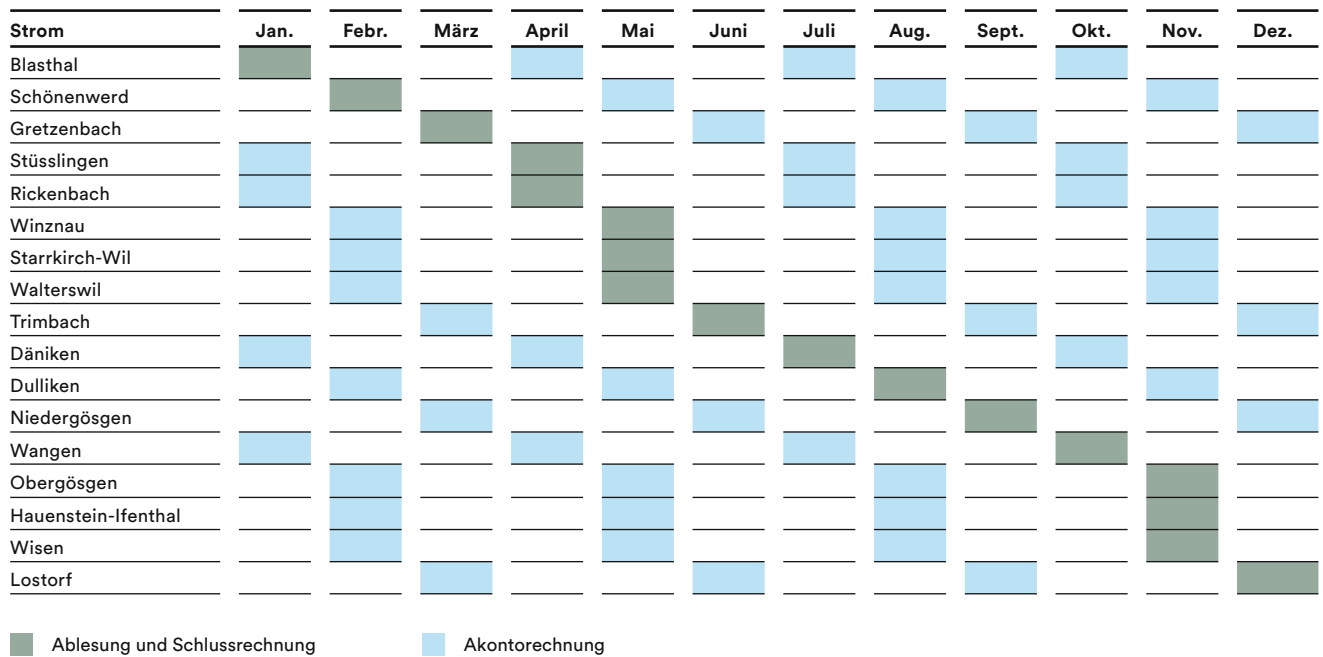 Strom Jan. Febr. März April Mai Juni Juli Aug. Sept. Okt. Nov. Dez.
Blasthal
Schönenwerd
Gretzenbach
Stüsslingen
Rickenbach
Winznau
Starrkirch-Wil
Walterswil
Trimbach
Däniken
Dulliken
Niedergösgen
Wangen
Obergösgen
Hauenstein-Ifenthal
Wisen
Lostorf
Ablesung und Schlussrechnung Akontorechnung